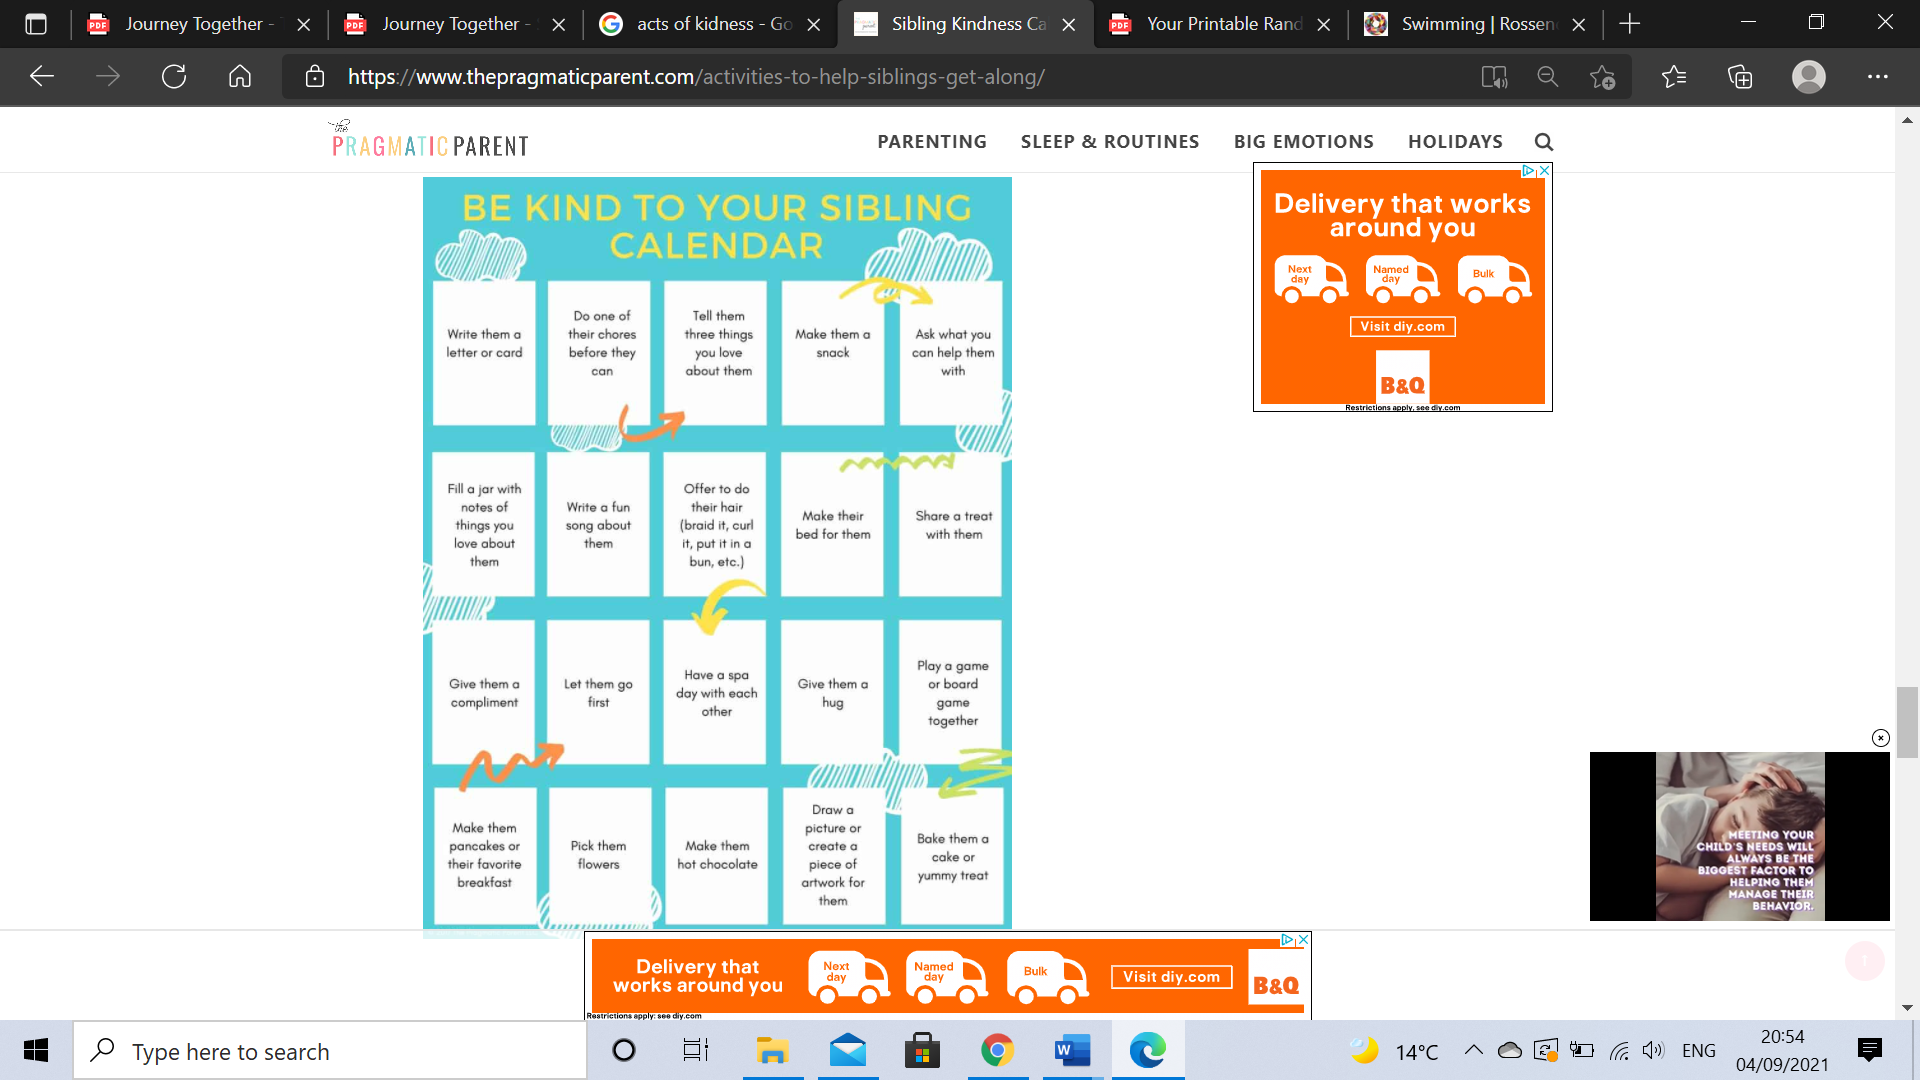 Journey Together -
Journey Together -
acts of kidness - Go
Sibling Kindness Ca
Your Printable Rand
Swimming | Rossen
https://www.thepragmaticparent.com/activities-to-help-siblings-get-along/
the
PRAGMATIC PARENT
PARENTING
SLEEP & ROUTINES
BIG EMOTIONS
HOLIDAYS
BE KIND TO YOUR SIBLING
CALENDAR
Write them a
letter or card
Do one of
their chores
before they
can
Tell them
three things
you love
about them
Make them a
snack
Ask what you
can help them
with
Fill a jar with
notes of
things you
love about
them
Write a fun
song about
them
Offer to do
their hair
(braid it, curl
it, put it in a
bun, etc.)
Make their
bed for them
Share a treat
with them
Give them a
compliment
Let them go
first
Have a spa
day with each
other
Give them a
hug
Play a game
or board
game
together
Make them
pancakes or
their favorite
breakfast
Pick them
flowers
Make them
hot chocolate
Draw a
picture or
create a
piece of
artwork for
them
Bake them a
cake or
yummy treat
Delivery that works
around you
Next
day
Named
day
Bulk
Visit diy.com
B&Q
Restrictions apply, see diy.com
MEETING YOUR
CHILD'S NEEDS WILL
ALWAYS BE THE
BIGGEST FACTOR TO
HELPING THEM
MANAGE THEIR
BEHAVIOR.
Delivery that
works around you
Next
day
Named
day
Bulk
Visit diy.com
B&Q
Restrictions apply: see diy.com
Type here to search
14°C
ENG
20:54
04/09/2021